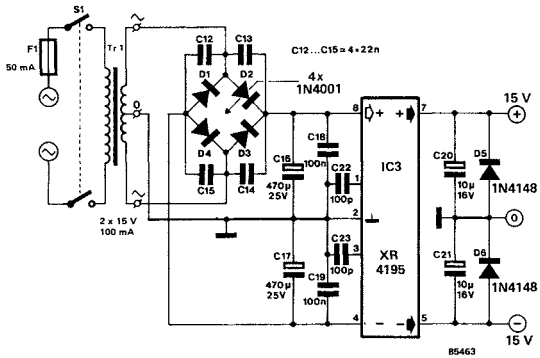 S1
F1
50 mA
Tr 1
2 x 15 V
100 mA
0
C12
C13
C12...C15 = 4 x 22n
D1
D2
4x
1N4001
D4
D3
C15
C14
C16
470µ
25V
C18
100n
C22
100p
C17
470µ
25V
C19
100n
C23
100p
8
+
+
7
1
IC3
2
3
XR
4195
4
−
−
5
C20
10µ
16V
D5
1N4148
C21
10µ
16V
D6
1N4148
15 V
+
0
−
15 V
85463